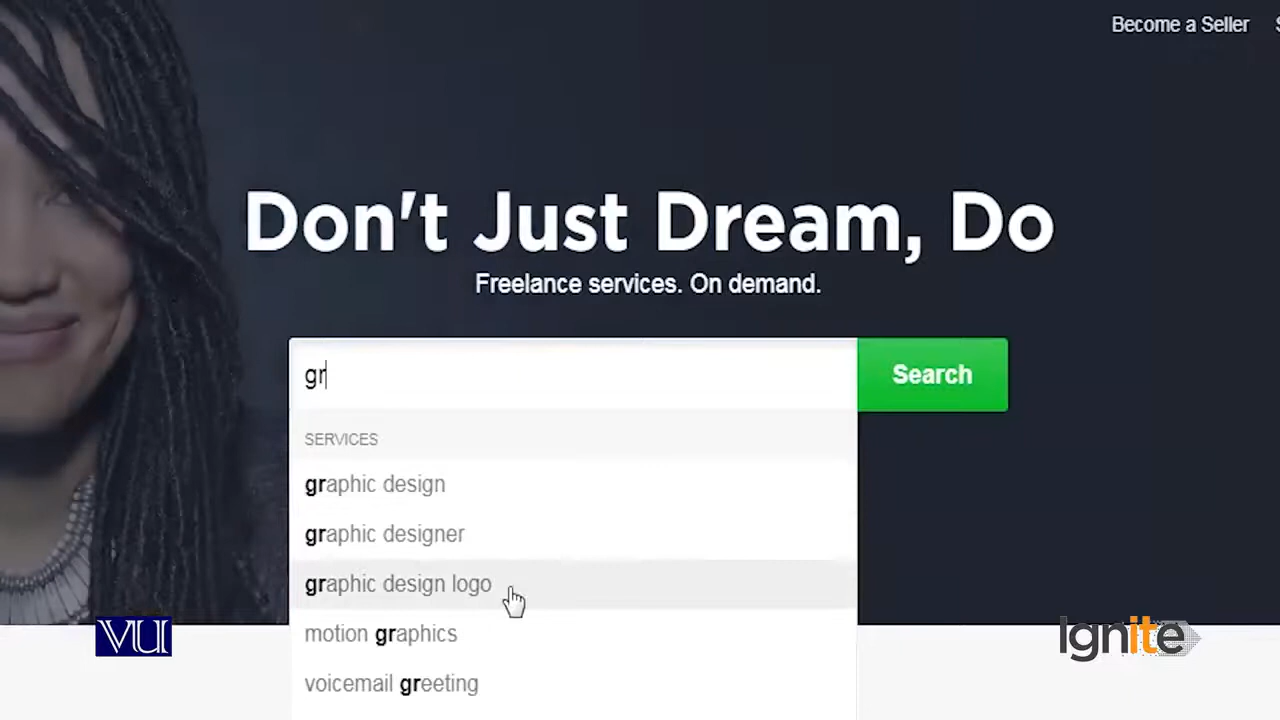 Become a Seller
Don't Just Dream, Do
Freelance services. On demand.
gr
Search
SERVICES
graphic design
graphic designer
graphic design logo
motion graphics
voicemail greeting
VU
Ignite